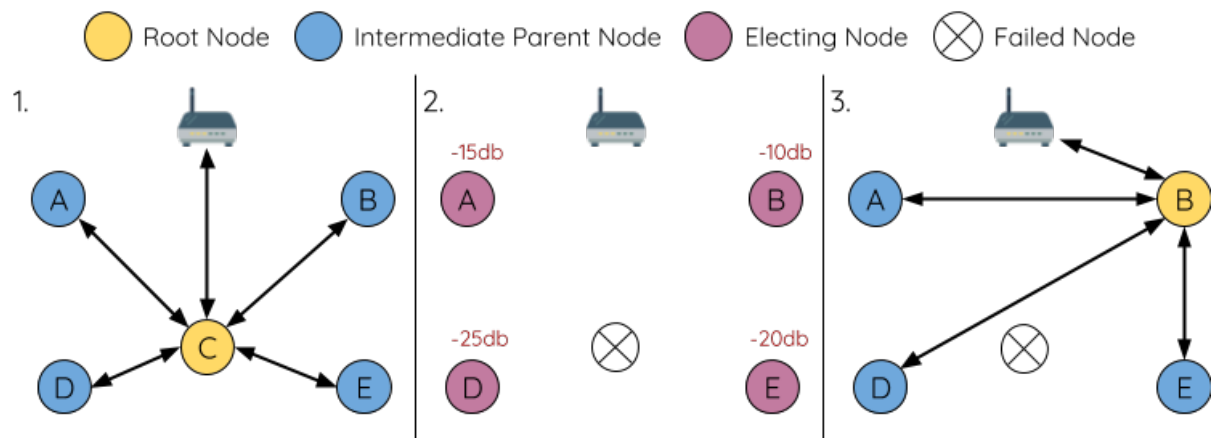 Root Node Intermediate Parent Node Electing Node Failed Node
1.
A B
C
D E
2.
-15db -10db
A B
-25db -20db
D E
3.
A B
D E